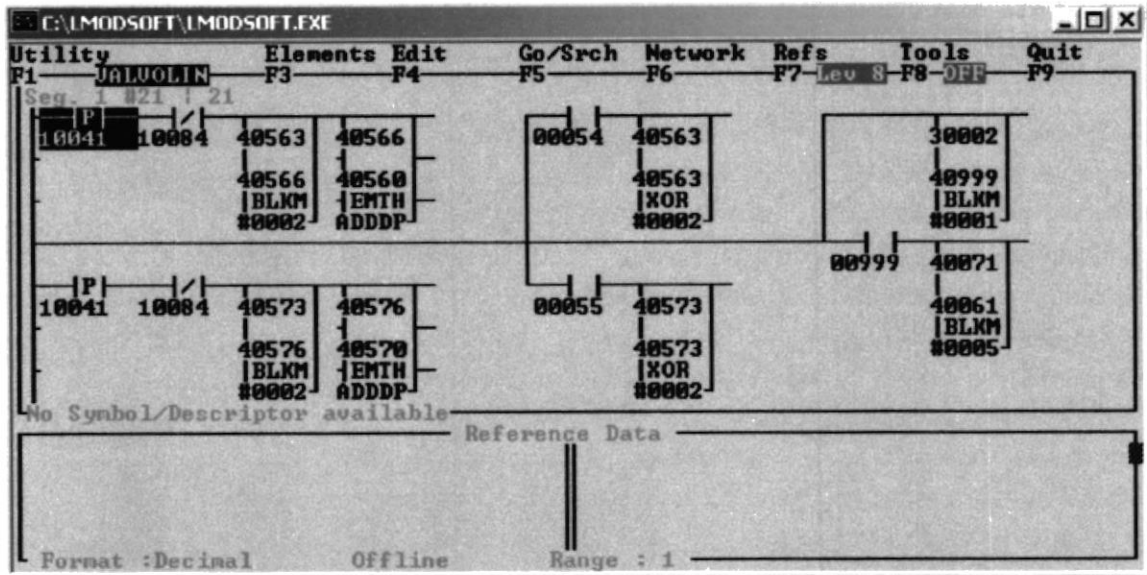 C:\LMODSOFT\LMODSOFT.EXE
Utility Elements Edit Go/Srch Network Refs Tools Quit
F1 VALVOLIN F3 F4 F5 F6 F7 Lev 8 F8 OFF F9
Seg. 1 #21 | 21
P
10041 10084 40563 40566 00054 40563 30002
40566 40560 40563 40999
BLKM EMTH XOR BLKM
#0002 ADDDP #0002 #0001
00999 40071
P
10041 10084 40573 40576 00055 40573 40061
BLKM
40576 40570 40573 #0005
BLKM EMTH XOR
#0002 ADDDP #0002
No Symbol/Descriptor available
Reference Data
Format :Decimal Offline Range : 1